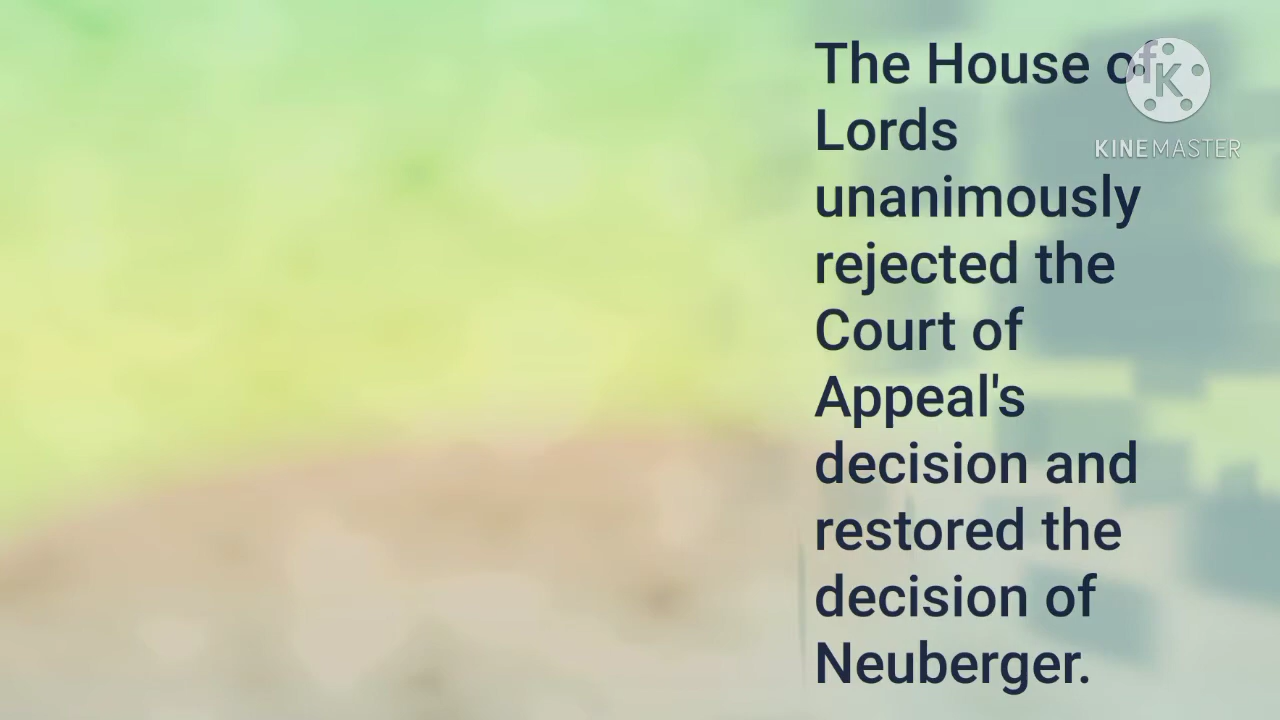 The House of
Lords
KINEMASTER
unanimously
rejected the
Court of
Appeal's
decision and
restored the
decision of
Neuberger.